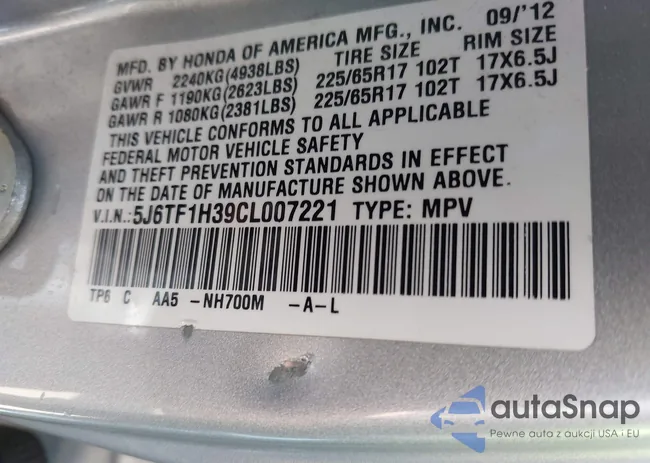 MFD. BY HONDA OF AMERICA MFG., INC. 09/'12
GVWR 2240KG(4938LBS) TIRE SIZE RIM SIZE
GAWR F 1190KG(2623LBS) 225/65R17 102T 17X6.5J
GAWR R 1080KG(2381LBS) 225/65R17 102T 17X6.5J
THIS VEHICLE CONFORMS TO ALL APPLICABLE
FEDERAL MOTOR VEHICLE SAFETY
AND THEFT PREVENTION STANDARDS IN EFFECT
ON THE DATE OF MANUFACTURE SHOWN ABOVE.
V.I.N.: 5J6TF1H39CL007221 TYPE: MPV
TP6 C AA5 -NH700M -A-L
autaSnap
Pewne auta z aukcji USA i EU